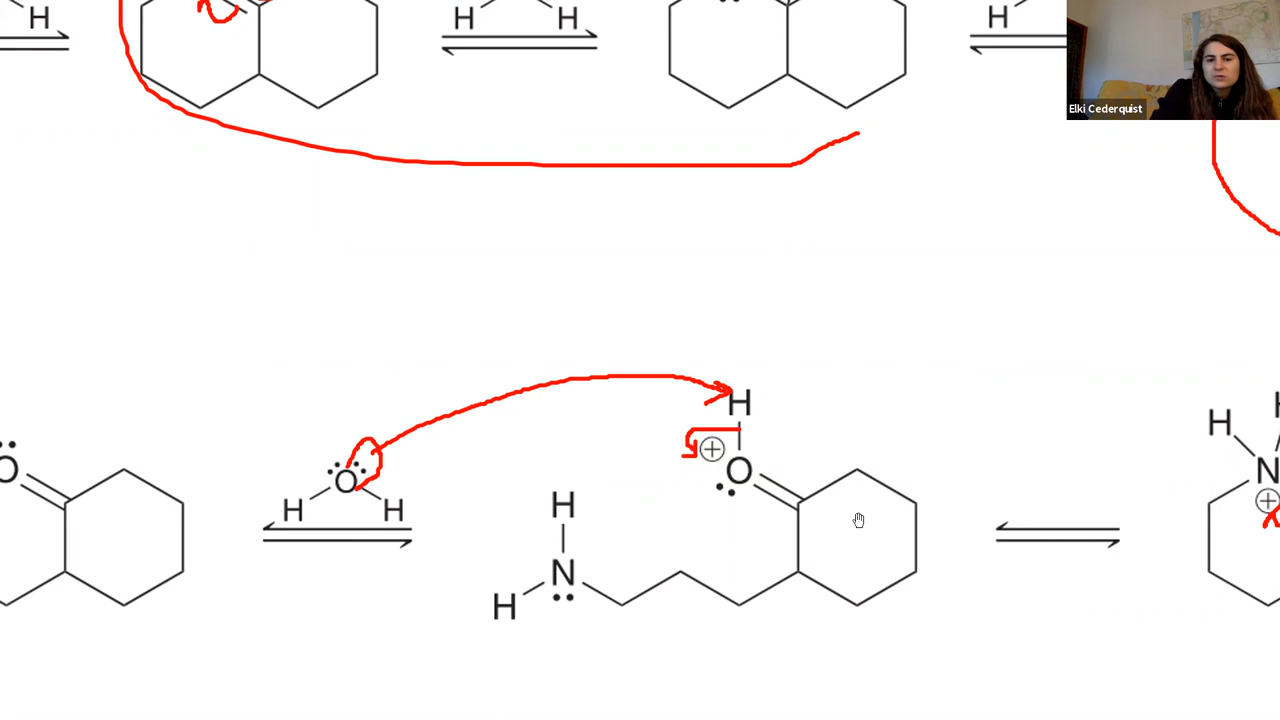 H H H H
Elki Cederquist
H H
H N
O O O
H H ⊕ ⊕
H
N
H